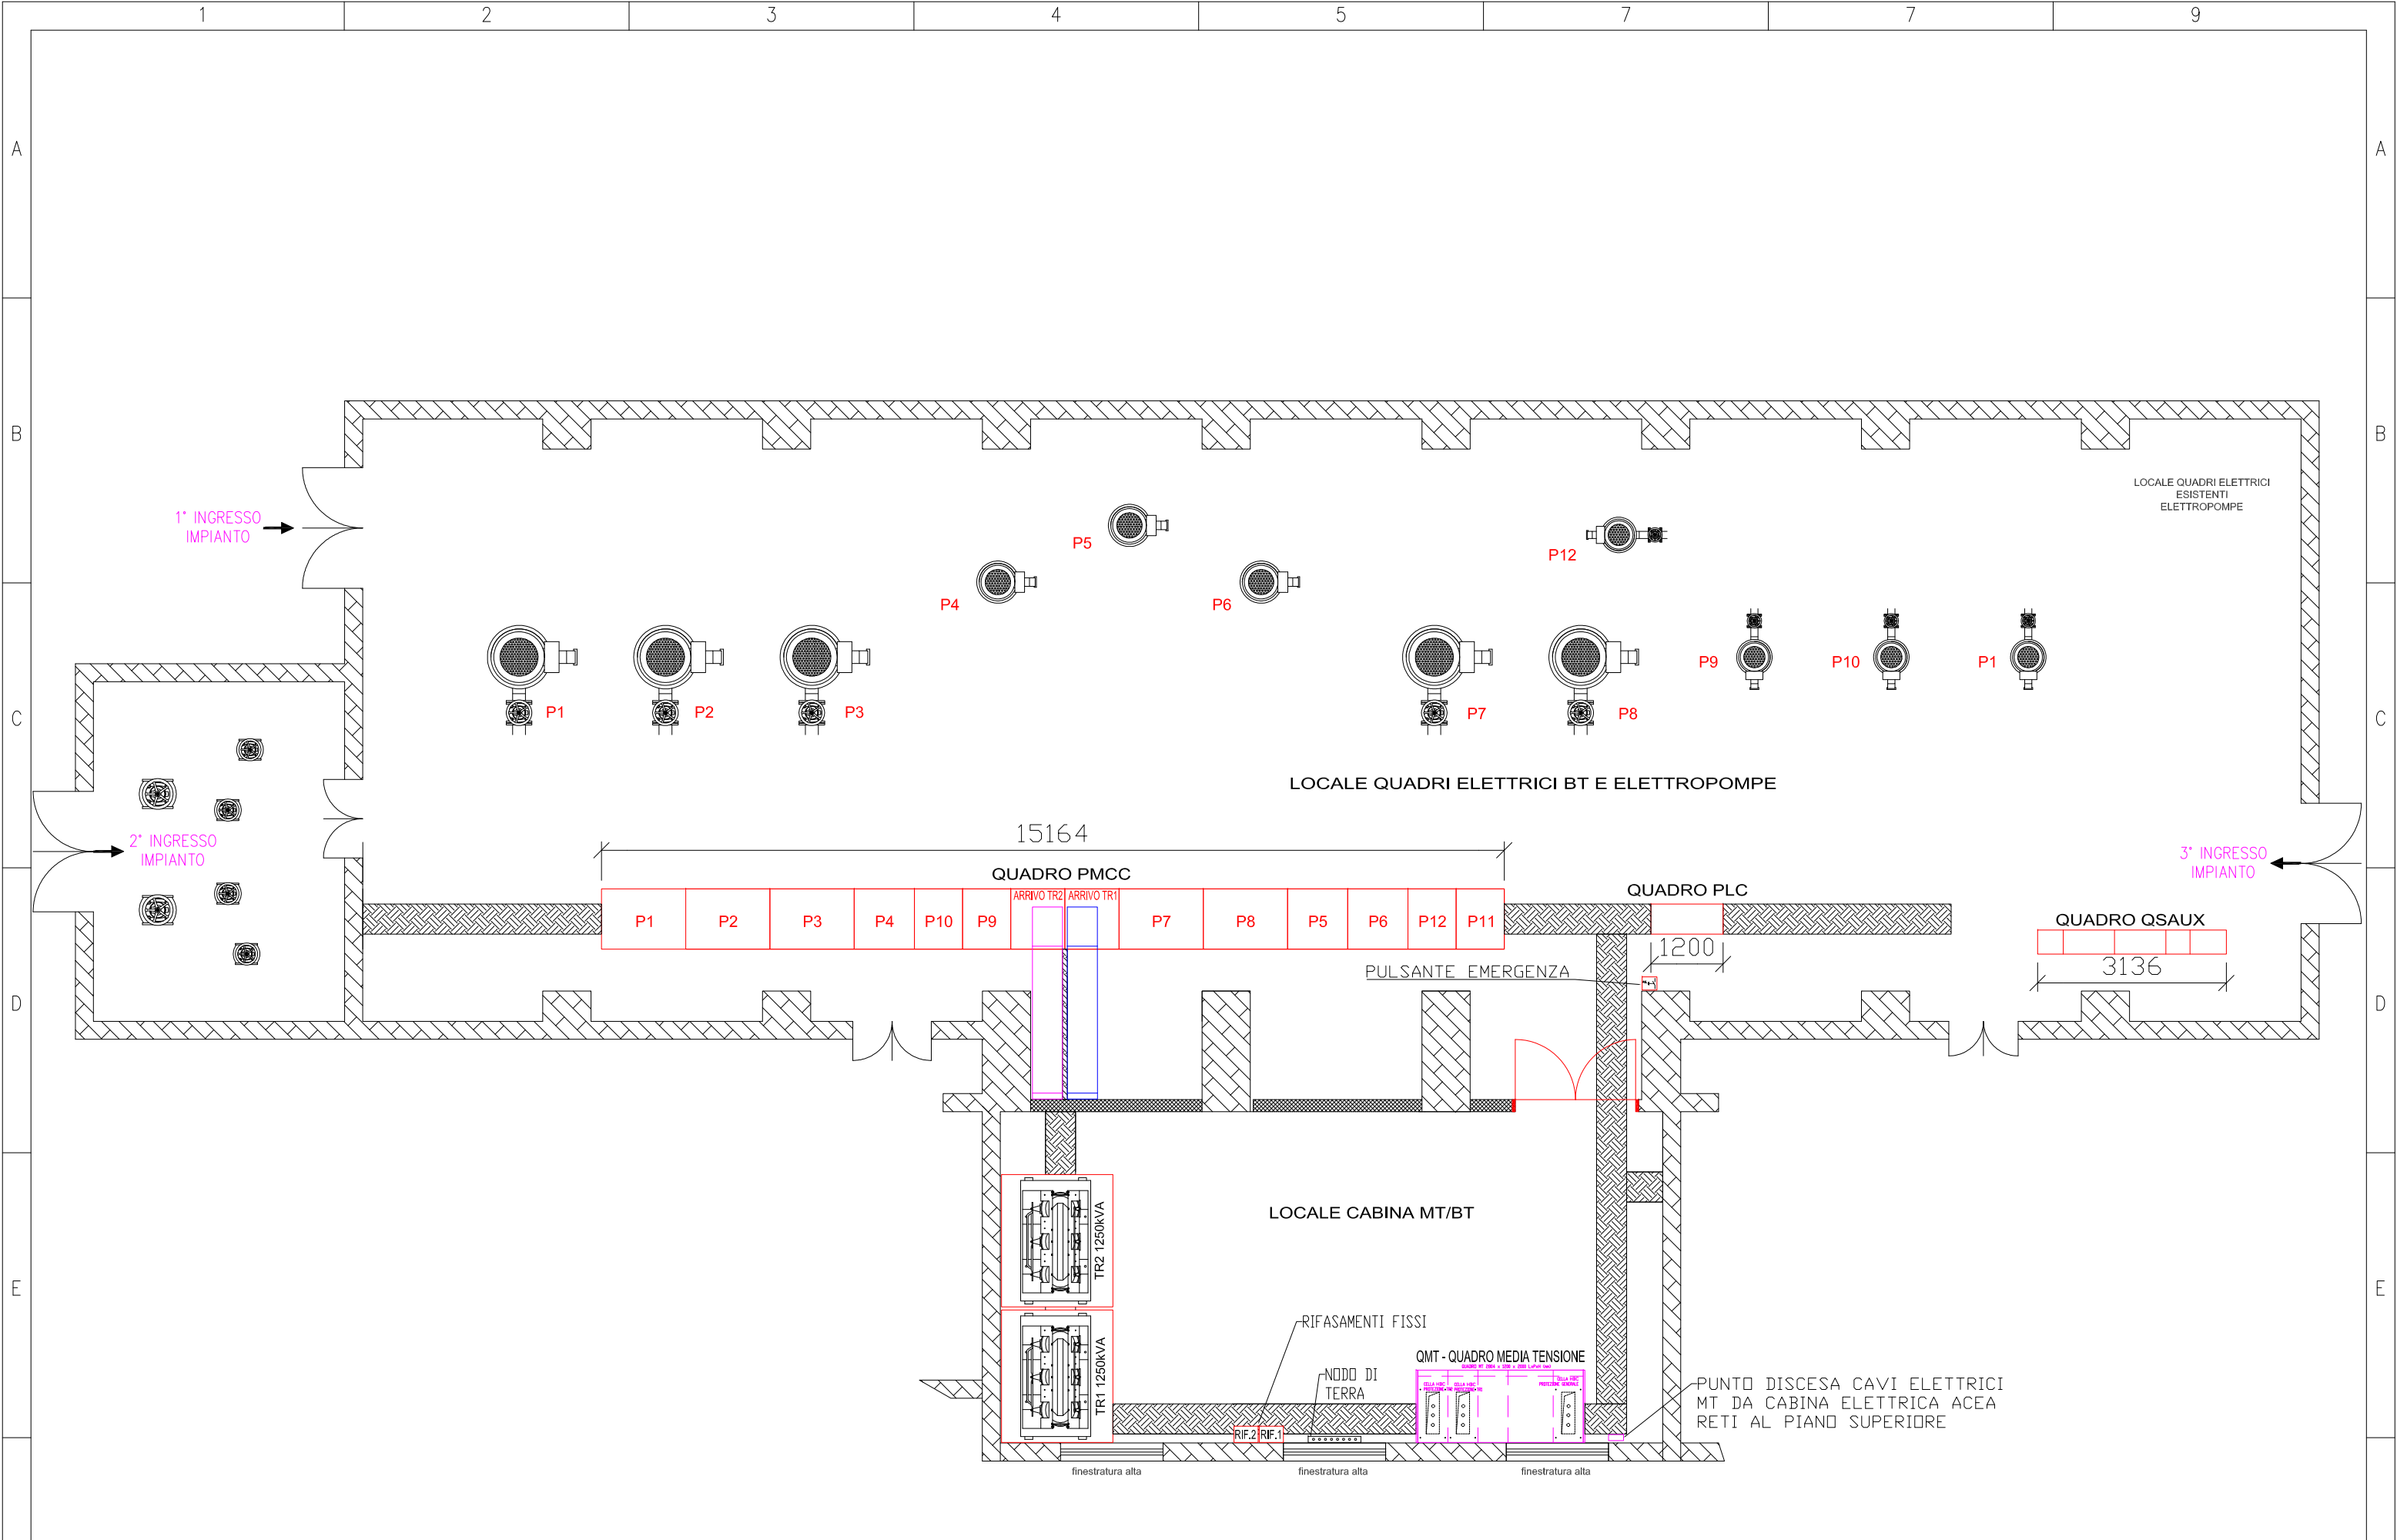 1 2 3 4 5 7 7 9
A A
B B
LOCALE QUADRI ELETTRICI
ESISTENTI
ELETTROPOMPE
1° INGRESSO
IMPIANTO
P5
P12
P4
P6
P9
P10
P1
P1
P2
P3
P7
P8
C C
LOCALE QUADRI ELETTRICI BT E ELETTROPOMPE
2° INGRESSO
IMPIANTO
15164
3° INGRESSO
IMPIANTO
QUADRO PMCC
QUADRO PLC
ARRIVO TR2 ARRIVO TR1
P1 P2 P3 P4 P10 P9 P7 P8 P5 P6 P12 P11
QUADRO QSAUX
1200
3136
PULSANTE EMERGENZA
D D
LOCALE CABINA MT/BT
TR2 1250kVA
E E
RIFASAMENTI FISSI
QMT - QUADRO MEDIA TENSIONE
NODO DI
TERRA
TR1 1250kVA
PUNTO DISCESA CAVI ELETTRICI
MT DA CABINA ELETTRICA ACEA
RETI AL PIANO SUPERIORE
RIF.2 RIF.1
finestratura alta finestratura alta finestratura alta